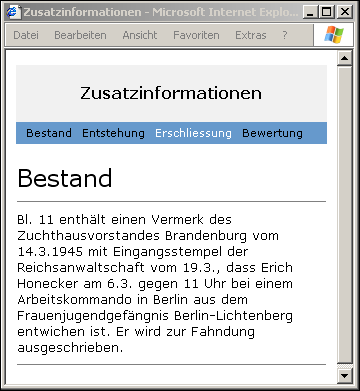 Zusatzinformationen - Microsoft Internet Explo...
Datei Bearbeiten Ansicht Favoriten Extras ?
Zusatzinformationen
Bestand Entstehung Erschliessung Bewertung
Bestand
Bl. 11 enthält einen Vermerk des
Zuchthausvorstandes Brandenburg vom
14.3.1945 mit Eingangsstempel der
Reichsanwaltschaft vom 19.3., dass Erich
Honecker am 6.3. gegen 11 Uhr bei einem
Arbeitskommando in Berlin aus dem
Frauenjugendgefängnis Berlin-Lichtenberg
entwichen ist. Er wird zur Fahndung
ausgeschrieben.